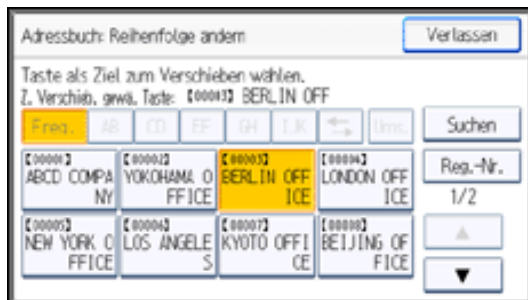 Adressbuch: Reihenfolge ändern
Verlassen
Taste als Ziel zum Verschieben wählen.
Z. Verschieb. gewä. Taste: 【00003】 BERLIN OFF
Freq. AB CD EF GH IJK Ums.
Suchen
【00001】 【00002】 【00003】 【00004】
ABCD COMPA YOKOHAMA O BERLIN OFF LONDON OFF
NY FFICE ICE ICE
Reg.-Nr.
1/2
【00005】 【00006】 【00007】 【00008】
NEW YORK O LOS ANGELE KYOTO OFFI BEIJING OF
FFICE S CE FICE